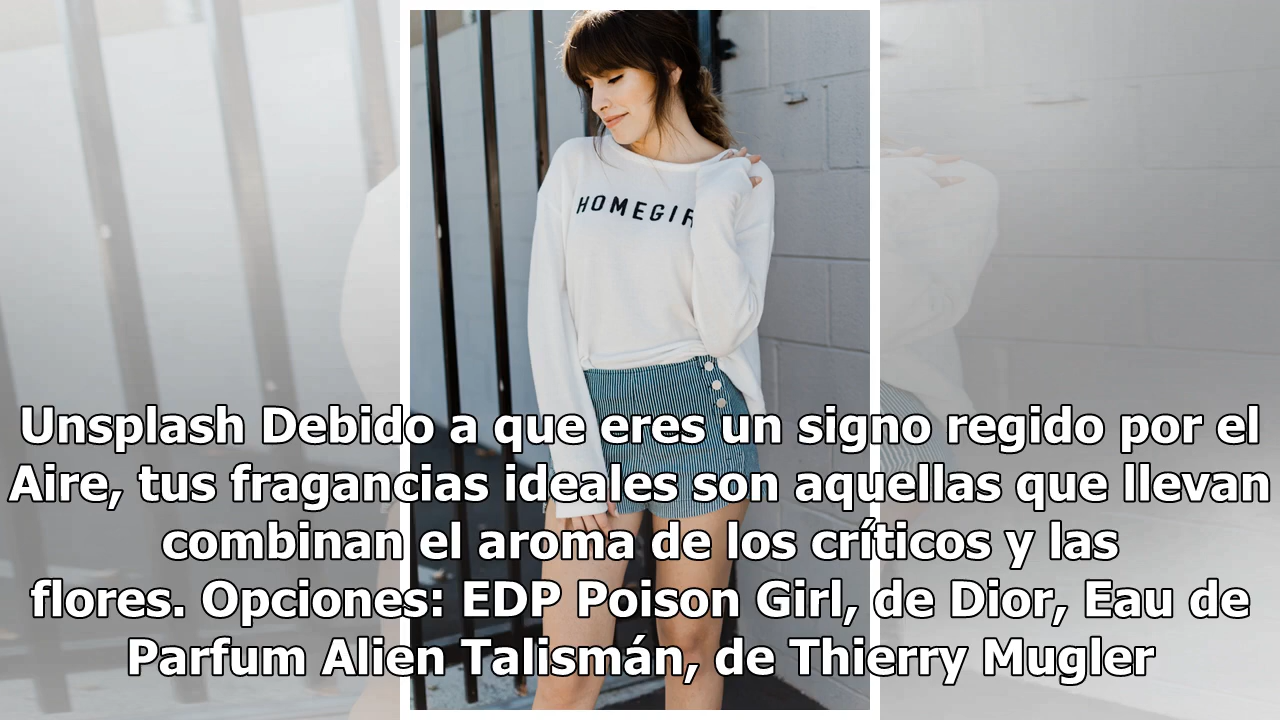 HOMEGIR
Unsplash Debido a que eres un signo regido por el
Aire, tus fragancias ideales son aquellas que llevan
combinan el aroma de los críticos y las
flores. Opciones: EDP Poison Girl, de Dior, Eau de
Parfum Alien Talismán, de Thierry Mugler